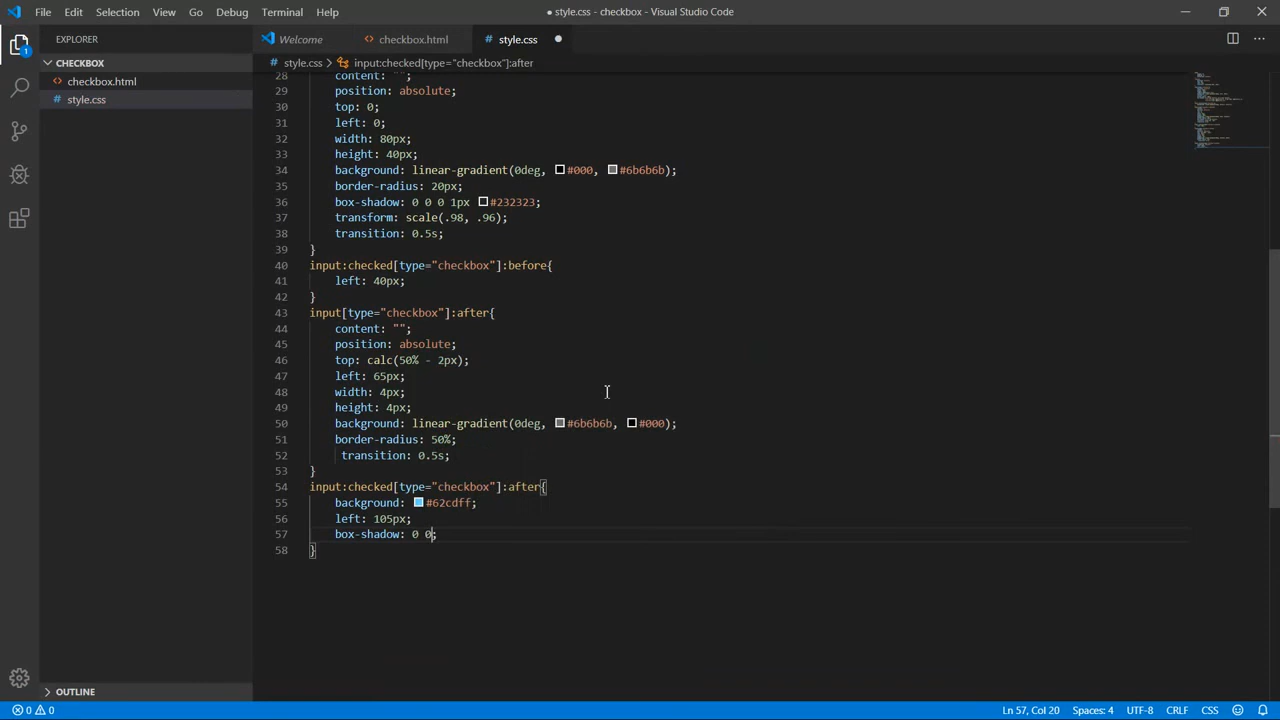 File Edit Selection View Go Debug Terminal Help
● style.css - checkbox - Visual Studio Code
EXPLORER
Welcome
checkbox.html
# style.css
CHECKBOX
checkbox.html
# style.css
OUTLINE
# style.css > input:checked[type="checkbox"]:after
28 content: "";
29 position: absolute;
30 top: 0;
31 left: 0;
32 width: 80px;
33 height: 40px;
34 background: linear-gradient(0deg, #000, #6b6b6b);
35 border-radius: 20px;
36 box-shadow: 0 0 0 1px #232323;
37 transform: scale(.98, .96);
38 transition: 0.5s;
39 }
40 input:checked[type="checkbox"]:before{
41 left: 40px;
42 }
43 input[type="checkbox"]:after{
44 content: "";
45 position: absolute;
46 top: calc(50% - 2px);
47 left: 65px;
48 width: 4px;
49 height: 4px;
50 background: linear-gradient(0deg, #6b6b6b, #000);
51 border-radius: 50%;
52 transition: 0.5s;
53 }
54 input:checked[type="checkbox"]:after{
55 background: #62cdff;
56 left: 105px;
57 box-shadow: 0 0;
58 }
1
0 0
Ln 57, Col 20 Spaces: 4 UTF-8 CRLF CSS